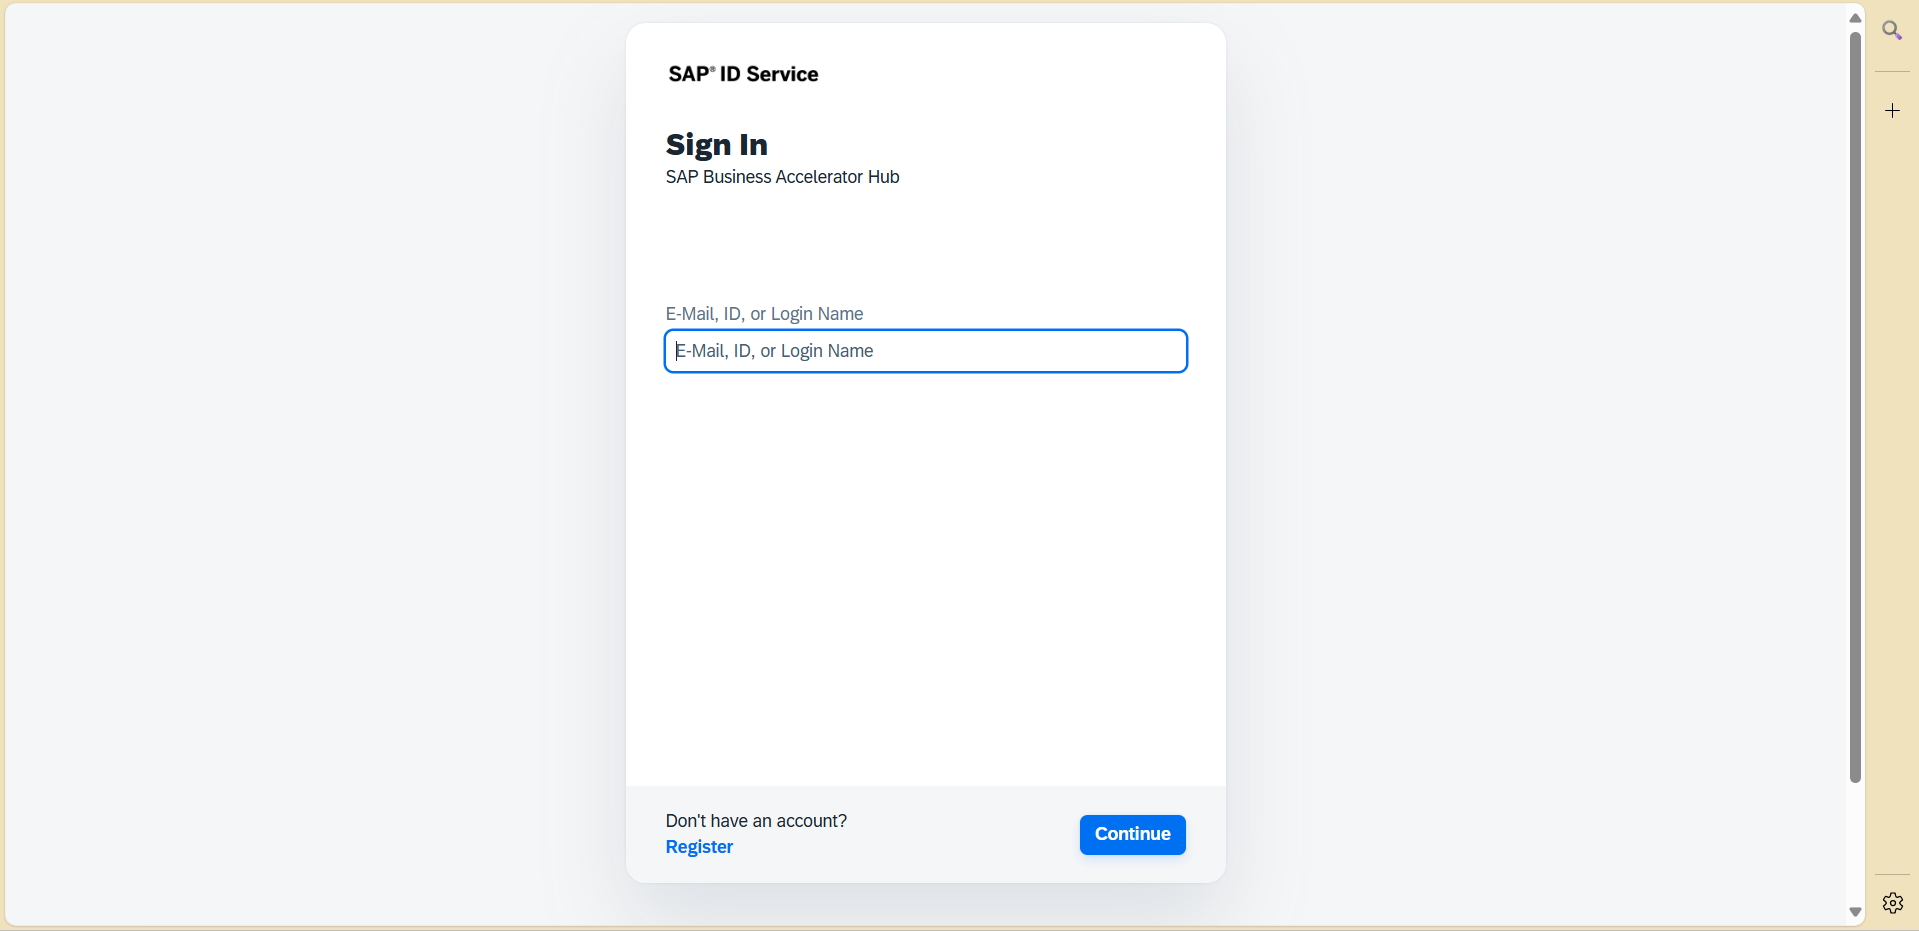 SAP® ID Service
Sign In
SAP Business Accelerator Hub
E-Mail, ID, or Login Name
E-Mail, ID, or Login Name
Don't have an account?
Register
Continue